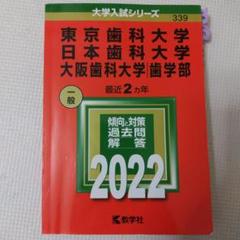 大学入試シリーズ
339
東京歯科大学
日本歯科大学
大阪歯科大学 歯学部
一般
最近2カ年
傾向と対策
過去問
解答
2022
教学社